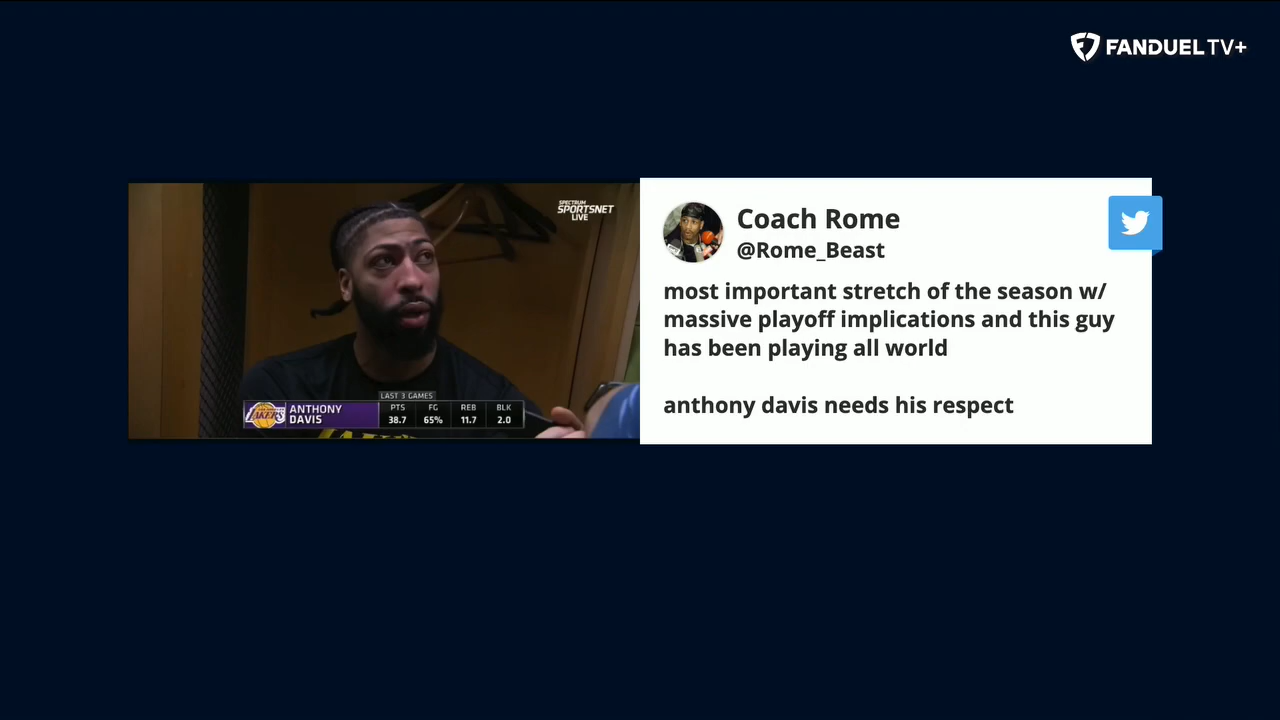 FANDUEL TV+
SPECTRUM
SPORTSNET
LIVE
LAST 3 GAMES
LAKERS
ANTHONY
DAVIS
PTS FG REB BLK
38.7 65% 11.7 2.0
Coach Rome
@Rome_Beast
most important stretch of the season w/
massive playoff implications and this guy
has been playing all world
anthony davis needs his respect